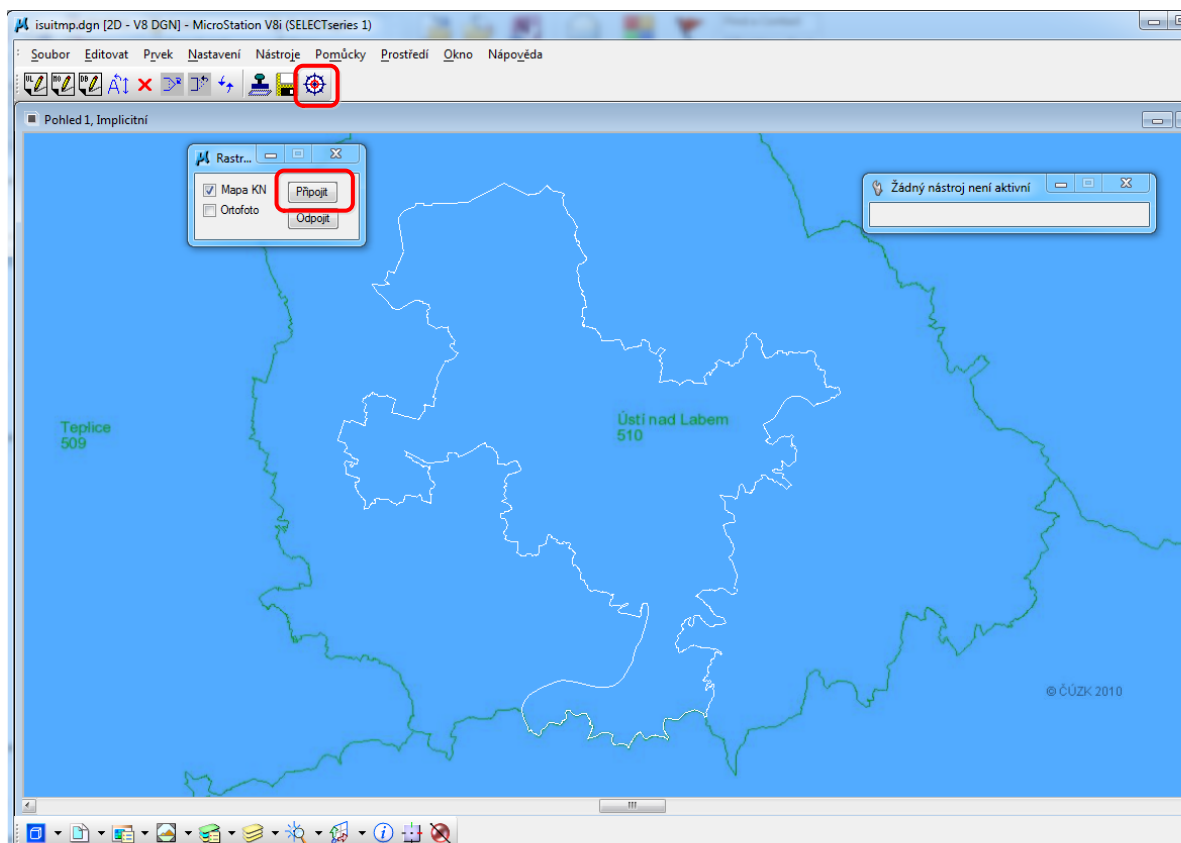 isuitmp.dgn [2D - V8 DGN] - MicroStation V8i (SELECTseries 1)
Soubor Editovat Prvek Nastavení Nástroje Pomůcky Prostředí Okno Nápověda
Pohled 1, Implicitní
Rastr...
Mapa KN Připojit
Ortofoto Odpojit
Žádný nástroj není aktivní
Teplice
509
Ústí nad Labem
510
© ČÚZK 2010